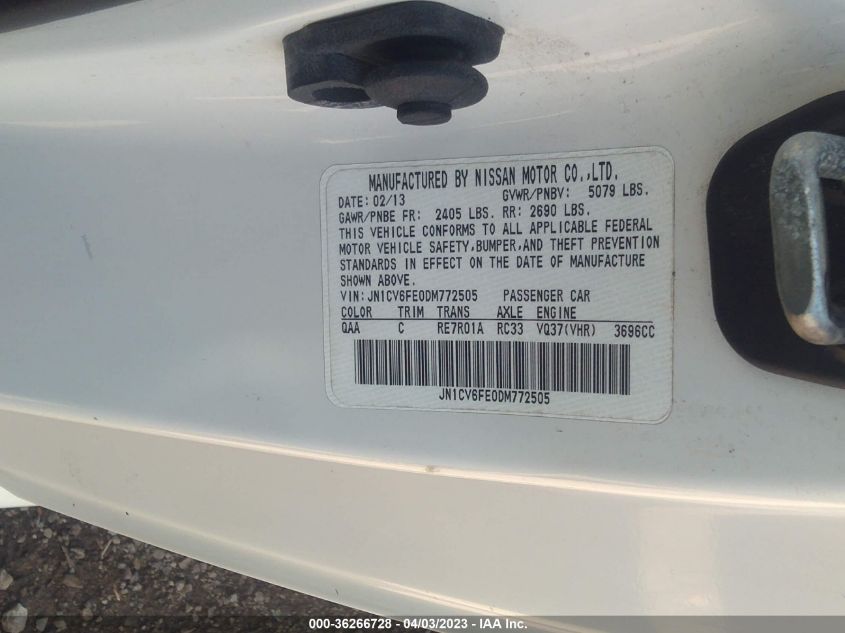 MANUFACTURED BY NISSAN MOTOR CO.,LTD.
DATE: 02/13 GVWR/PNBV: 5079 LBS.
GAWR/PNBE FR: 2405 LBS. RR: 2690 LBS.
THIS VEHICLE CONFORMS TO ALL APPLICABLE FEDERAL
MOTOR VEHICLE SAFETY,BUMPER,AND THEFT PREVENTION
STANDARDS IN EFFECT ON THE DATE OF MANUFACTURE
SHOWN ABOVE.
VIN:JN1CV6FE0DM772505 PASSENGER CAR
COLOR TRIM TRANS AXLE ENGINE
QAA C RE7R01A RC33 VQ37(VHR) 3696CC
JN1CV6FE0DM772505
000-36266728 - 04/03/2023 - IAA Inc.